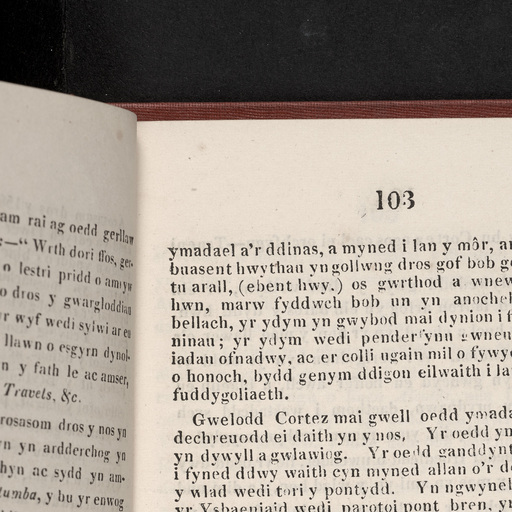 am rai ag oedd gerllaw
:—“ Wrth dori ffos, ger-
o lestri pridd o amryw
o dros y gwargloddiau
r wyf wedi sylwi ar eu
llawn o esgyrn dynol-
n y fath le ac amser,
Travels, &c.
rosasom dros y nos yn
yn yn ardderchog yn
hyn ac sydd yn am-
umba, y bu yr enwog
103
ymadael a'r ddinas, a myned i lan y môr, a
buasent hwythau yn gollwng dros gof bob
tu arall, (ebent hwy.) os gwrthod a wnew
hwn, marw fyddwch bob un yn anoche
bellach, yr ydym yn gwybod mai dynion i
ninau; yr ydym wedi penderfynu gwneu
iadau ofnadwy, ac er colli ugain mil o fywy
o honoch, bydd genym ddigon eilwaith i la
fuddygoliaeth.
Gwelodd Cortez mai gwell oedd ymada
dechreuodd ei daith yn y nos, Yr oedd yn
yn dywyll a gwlawiog. Yr oedd ganddynt
i fyned ddwy waith cyn myned allan o'r d
y wlad wedi tori y pontydd. Yn ngwynel
yr Ysbaeniaid wedi parotoi pont bren, yr